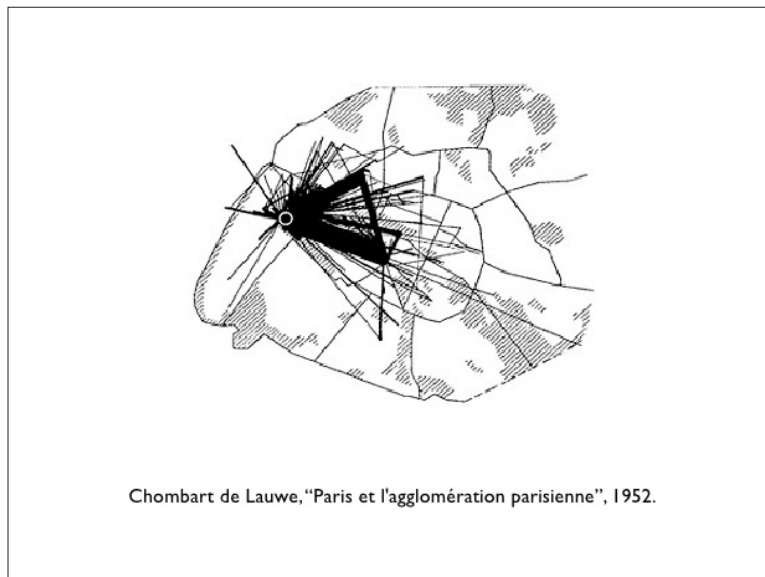 Chombart de Lauwe, “Paris et l'agglomération parisienne”, 1952.